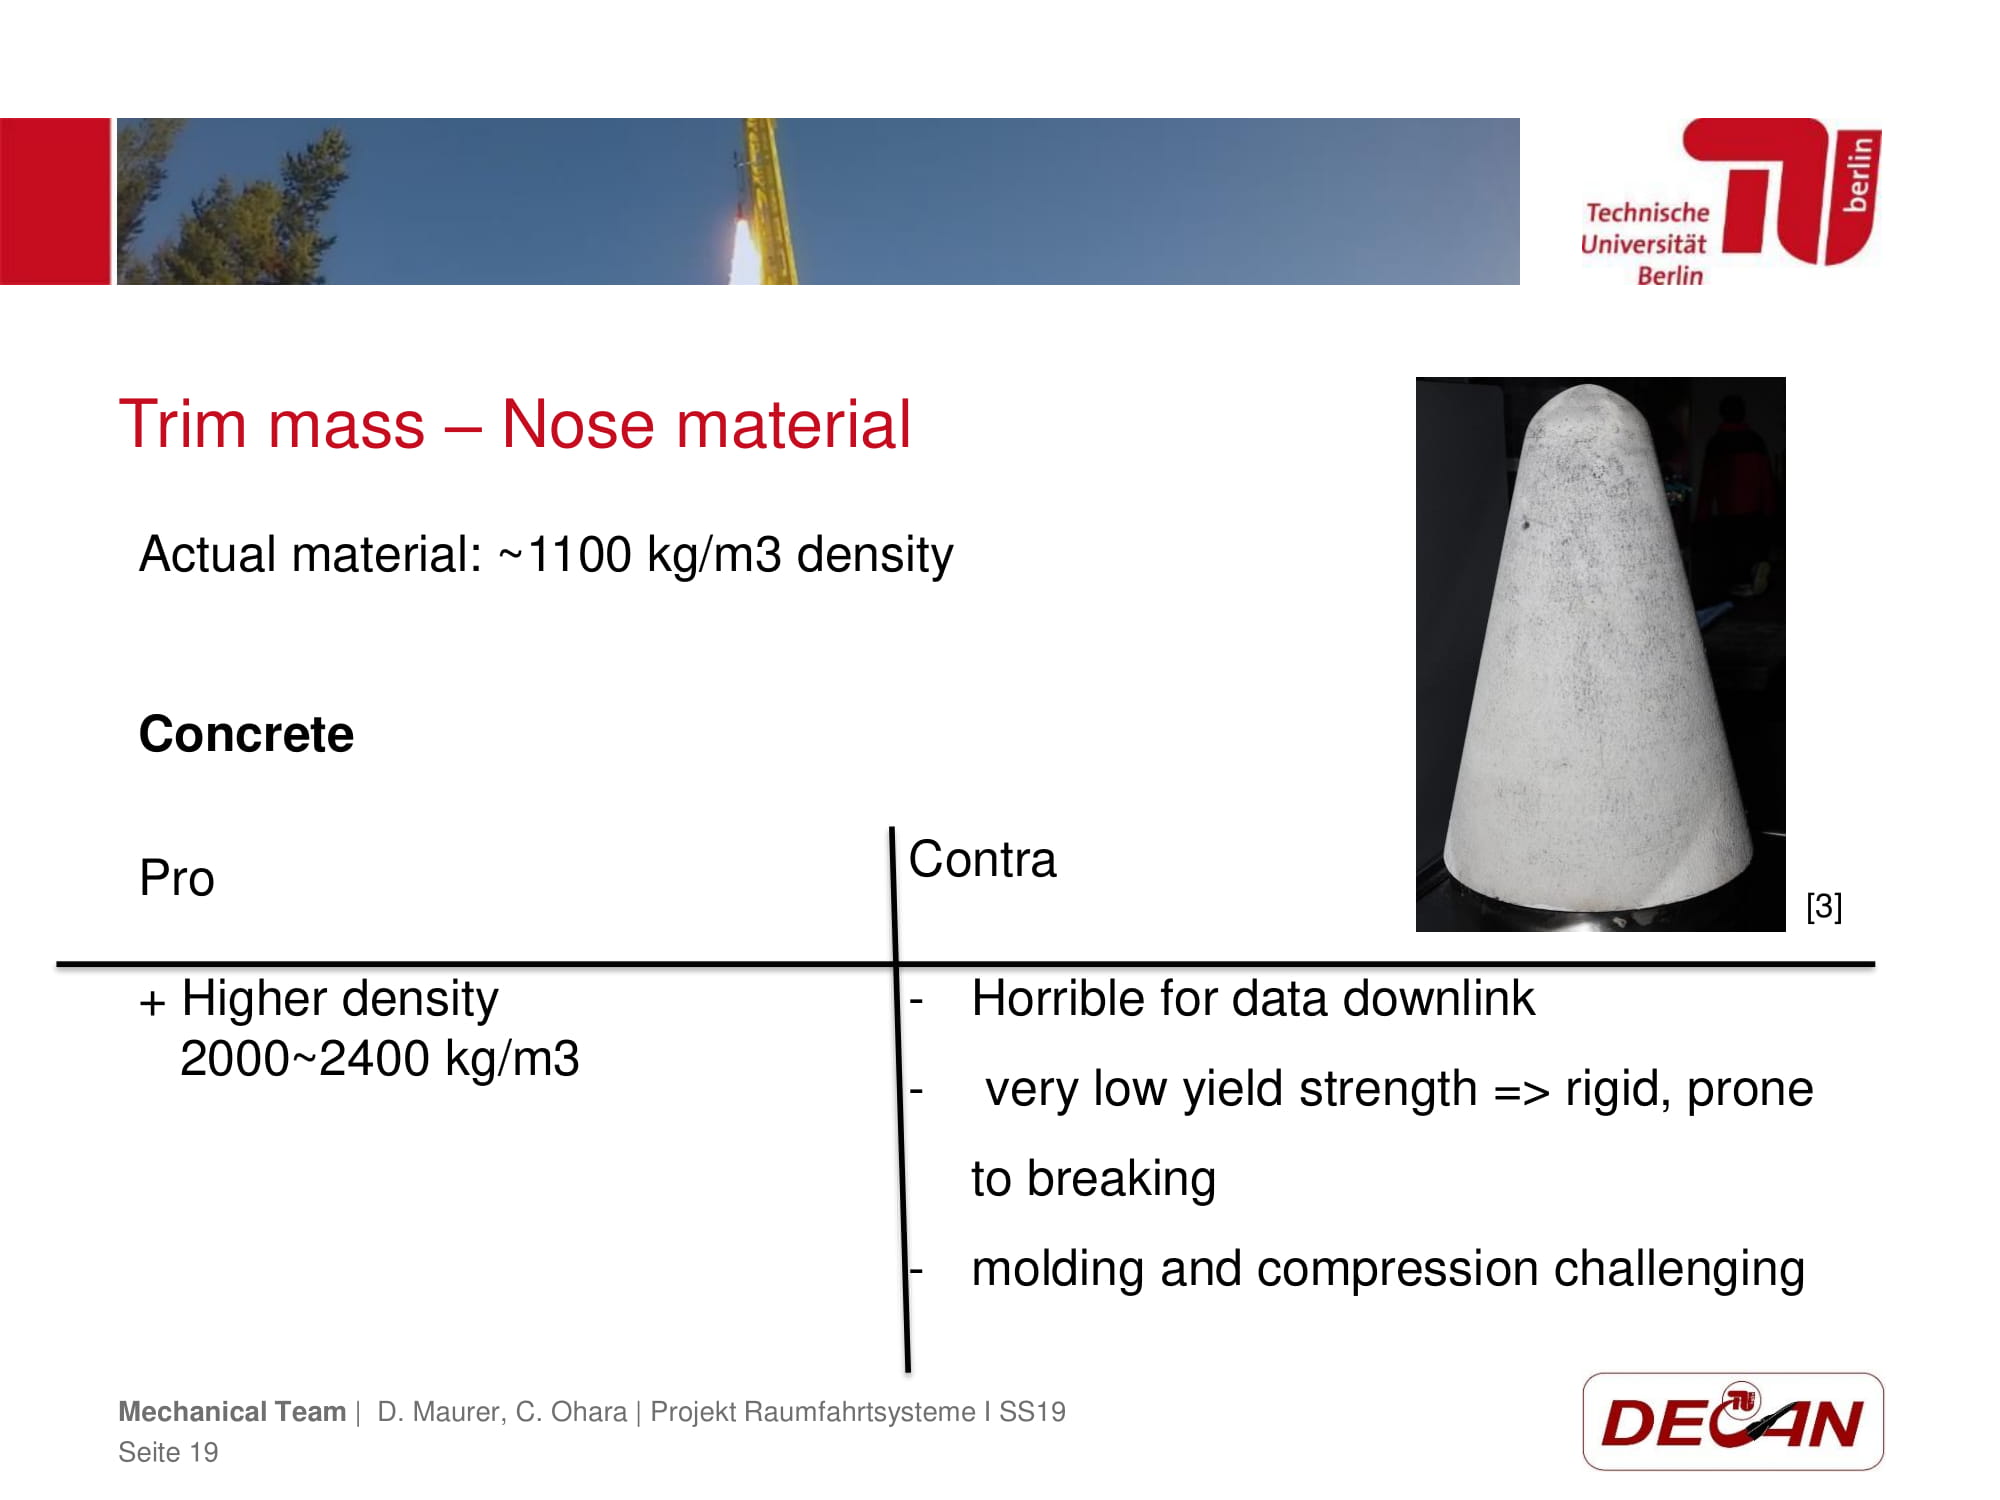 Technische
Universität
Berlin
berlin
Trim mass – Nose material
Actual material: ~1100 kg/m3 density
Concrete
Pro
Contra
[3]
+ Higher density
2000~2400 kg/m3
- Horrible for data downlink
- very low yield strength => rigid, prone
to breaking
- molding and compression challenging
Mechanical Team | D. Maurer, C. Ohara | Projekt Raumfahrtsysteme I SS19
Seite 19
DECAN